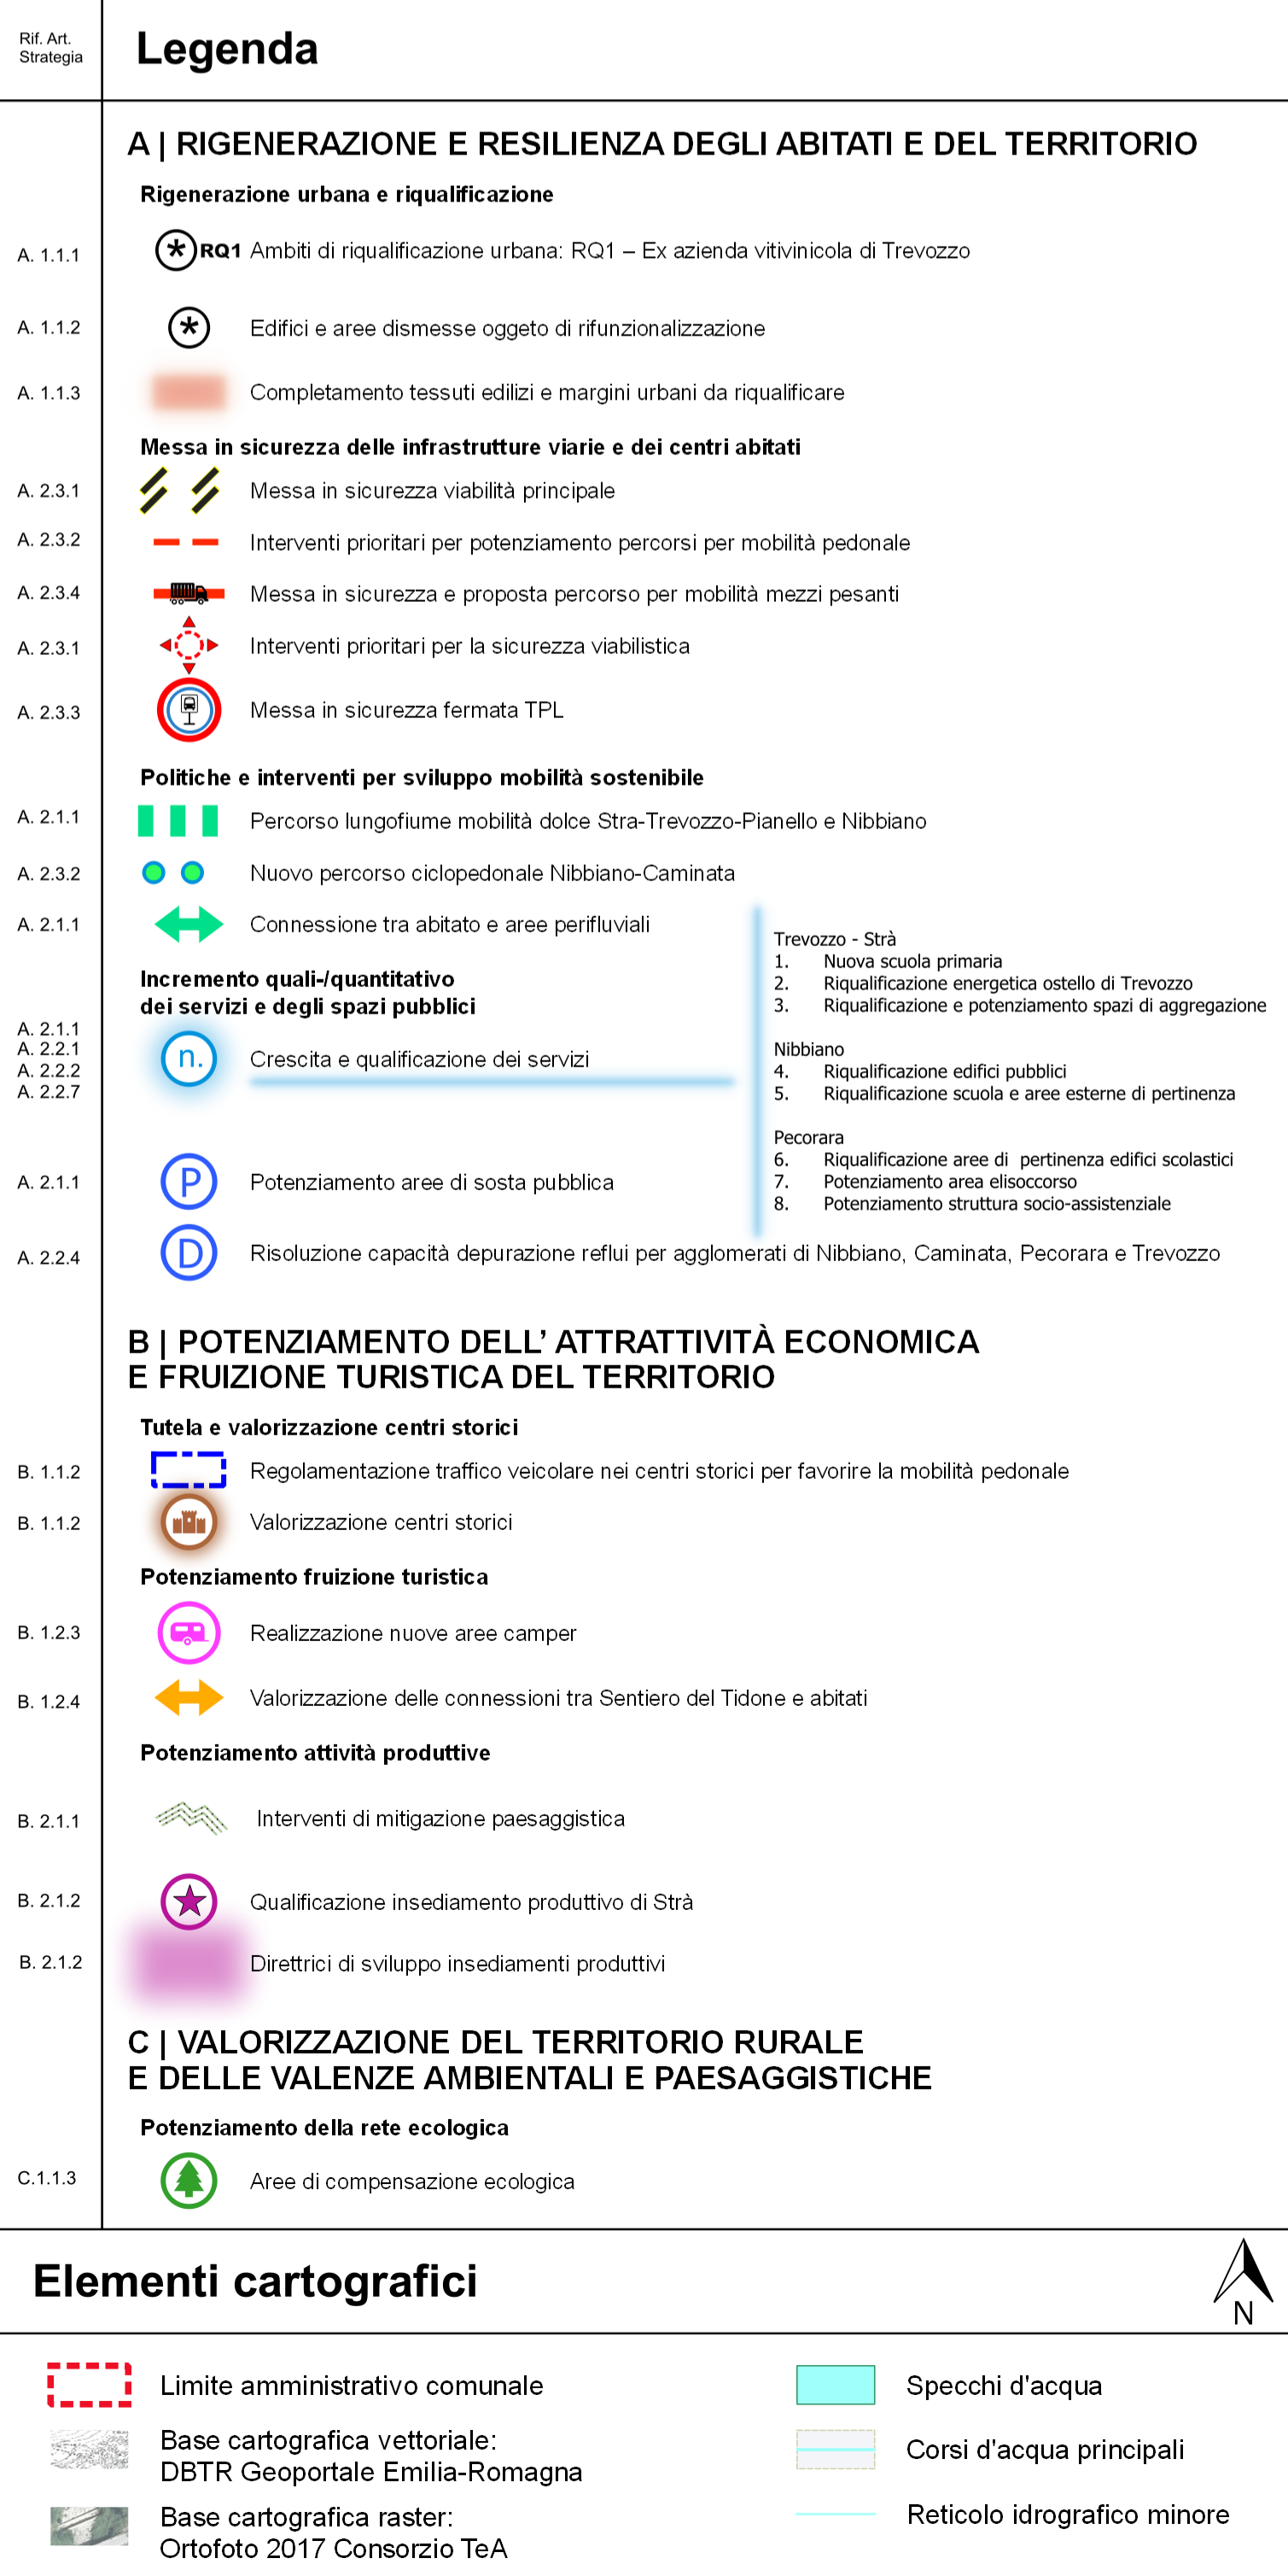 Rif. Art.
Strategia
Legenda
A | RIGENERAZIONE E RESILIENZA DEGLI ABITATI E DEL TERRITORIO
Rigenerazione urbana e riqualificazione
A. 1.1.1 RQ1 Ambiti di riqualificazione urbana: RQ1 – Ex azienda vitivinicola di Trevozzo
A. 1.1.2 Edifici e aree dismesse oggeto di rifunzionalizzazione
A. 1.1.3 Completamento tessuti edilizi e margini urbani da riqualificare
Messa in sicurezza delle infrastrutture viarie e dei centri abitati
A. 2.3.1 Messa in sicurezza viabilità principale
A. 2.3.2 Interventi prioritari per potenziamento percorsi per mobilità pedonale
A. 2.3.4 Messa in sicurezza e proposta percorso per mobilità mezzi pesanti
A. 2.3.1 Interventi prioritari per la sicurezza viabilistica
A. 2.3.3 Messa in sicurezza fermata TPL
Politiche e interventi per sviluppo mobilità sostenibile
A. 2.1.1 Percorso lungofiume mobilità dolce Stra-Trevozzo-Pianello e Nibbiano
A. 2.3.2 Nuovo percorso ciclopedonale Nibbiano-Caminata
A. 2.1.1 Connessione tra abitato e aree perifluviali
Incremento quali-/quantitativo
dei servizi e degli spazi pubblici
A. 2.1.1
A. 2.2.1
A. 2.2.2
A. 2.2.7
n. Crescita e qualificazione dei servizi
Trevozzo - Strà
1. Nuova scuola primaria
2. Riqualificazione energetica ostello di Trevozzo
3. Riqualificazione e potenziamento spazi di aggregazione
Nibbiano
4. Riqualificazione edifici pubblici
5. Riqualificazione scuola e aree esterne di pertinenza
Pecorara
6. Riqualificazione aree di pertinenza edifici scolastici
7. Potenziamento area elisoccorso
8. Potenziamento struttura socio-assistenziale
A. 2.1.1 P Potenziamento aree di sosta pubblica
A. 2.2.4 D Risoluzione capacità depurazione reflui per agglomerati di Nibbiano, Caminata, Pecorara e Trevozzo
B | POTENZIAMENTO DELL’ ATTRATTIVITÀ ECONOMICA
E FRUIZIONE TURISTICA DEL TERRITORIO
Tutela e valorizzazione centri storici
B. 1.1.2 Regolamentazione traffico veicolare nei centri storici per favorire la mobilità pedonale
B. 1.1.2 Valorizzazione centri storici
Potenziamento fruizione turistica
B. 1.2.3 Realizzazione nuove aree camper
B. 1.2.4 Valorizzazione delle connessioni tra Sentiero del Tidone e abitati
Potenziamento attività produttive
B. 2.1.1 Interventi di mitigazione paesaggistica
B. 2.1.2 Qualificazione insediamento produttivo di Strà
B. 2.1.2 Direttrici di sviluppo insediamenti produttivi
C | VALORIZZAZIONE DEL TERRITORIO RURALE
E DELLE VALENZE AMBIENTALI E PAESAGGISTICHE
Potenziamento della rete ecologica
C.1.1.3 Aree di compensazione ecologica
Elementi cartografici
N
Limite amministrativo comunale
Base cartografica vettoriale:
DBTR Geoportale Emilia-Romagna
Base cartografica raster:
Ortofoto 2017 Consorzio TeA
Specchi d'acqua
Corsi d'acqua principali
Reticolo idrografico minore